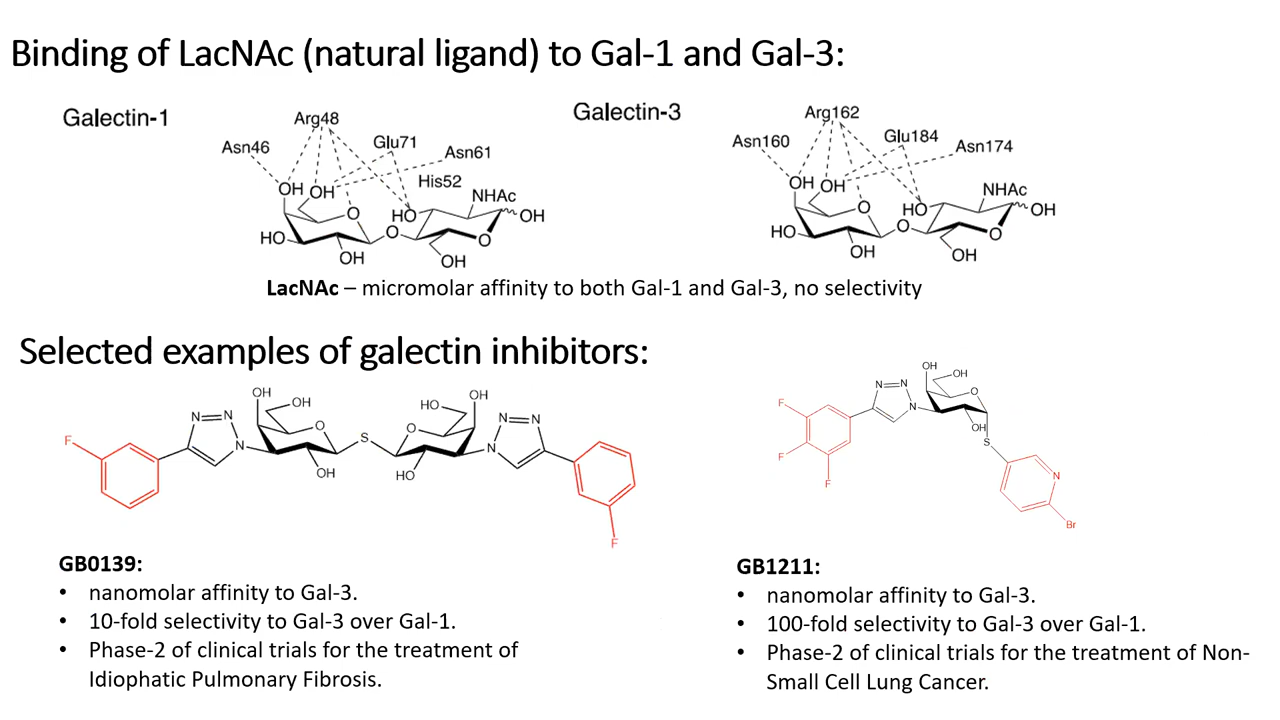 Binding of LacNAc (natural ligand) to Gal-1 and Gal-3:
Galectin-1
Arg48
Asn46
Glu71
Asn61
His52
OH
OH
NHAc
O
HO
OH
HO
O
O
OH
OH
Galectin-3
Arg162
Asn160
Glu184
Asn174
OH
OH
NHAc
O
HO
OH
HO
O
O
OH
OH
LacNAc – micromolar affinity to both Gal-1 and Gal-3, no selectivity
Selected examples of galectin inhibitors:
OH
OH
N=N
N
F
O
OH
S
HO
OH
O
HO
N=N
N
F
OH
OH
N=N
N
F
F
F
O
OH
S
N
Br
GB0139:
• nanomolar affinity to Gal-3.
• 10-fold selectivity to Gal-3 over Gal-1.
• Phase-2 of clinical trials for the treatment of
Idiophatic Pulmonary Fibrosis.
GB1211:
• nanomolar affinity to Gal-3.
• 100-fold selectivity to Gal-3 over Gal-1.
• Phase-2 of clinical trials for the treatment of Non-
Small Cell Lung Cancer.